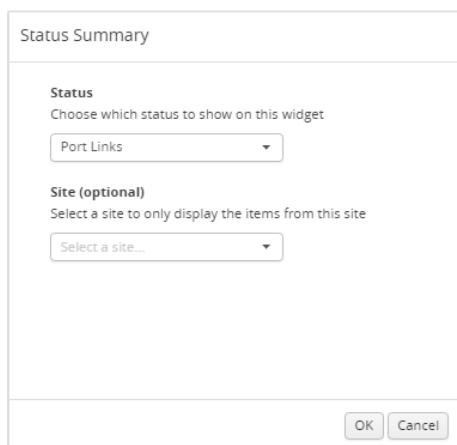 Status Summary
Status
Choose which status to show on this widget
Port Links
Site (optional)
Select a site to only display the items from this site
Select a site...
OK Cancel